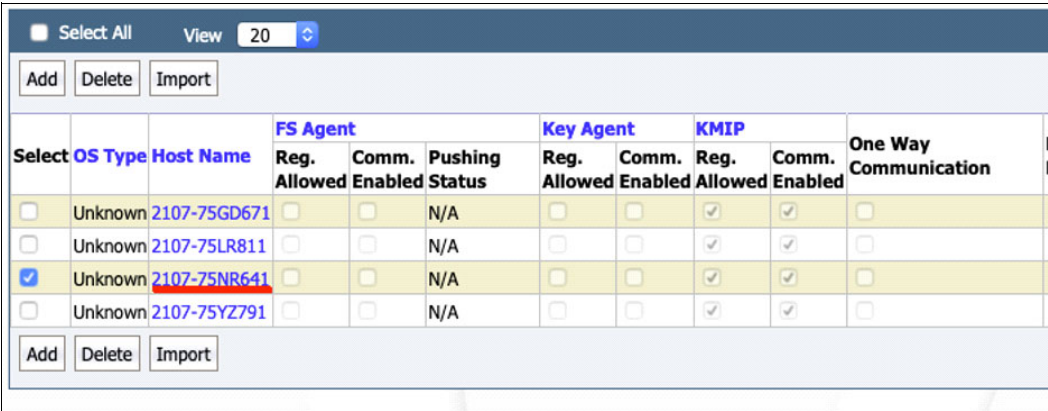 Select All View 20
Add Delete Import
FS Agent Key Agent KMIP
Select OS Type Host Name Reg. Allowed Comm. Enabled Pushing Status Reg. Allowed Comm. Enabled Reg. Allowed Comm. Enabled One Way Communication
Unknown 2107-75GD671 N/A
Unknown 2107-75LR811 N/A
Unknown 2107-75NR641 N/A
Unknown 2107-75YZ791 N/A
Add Delete Import